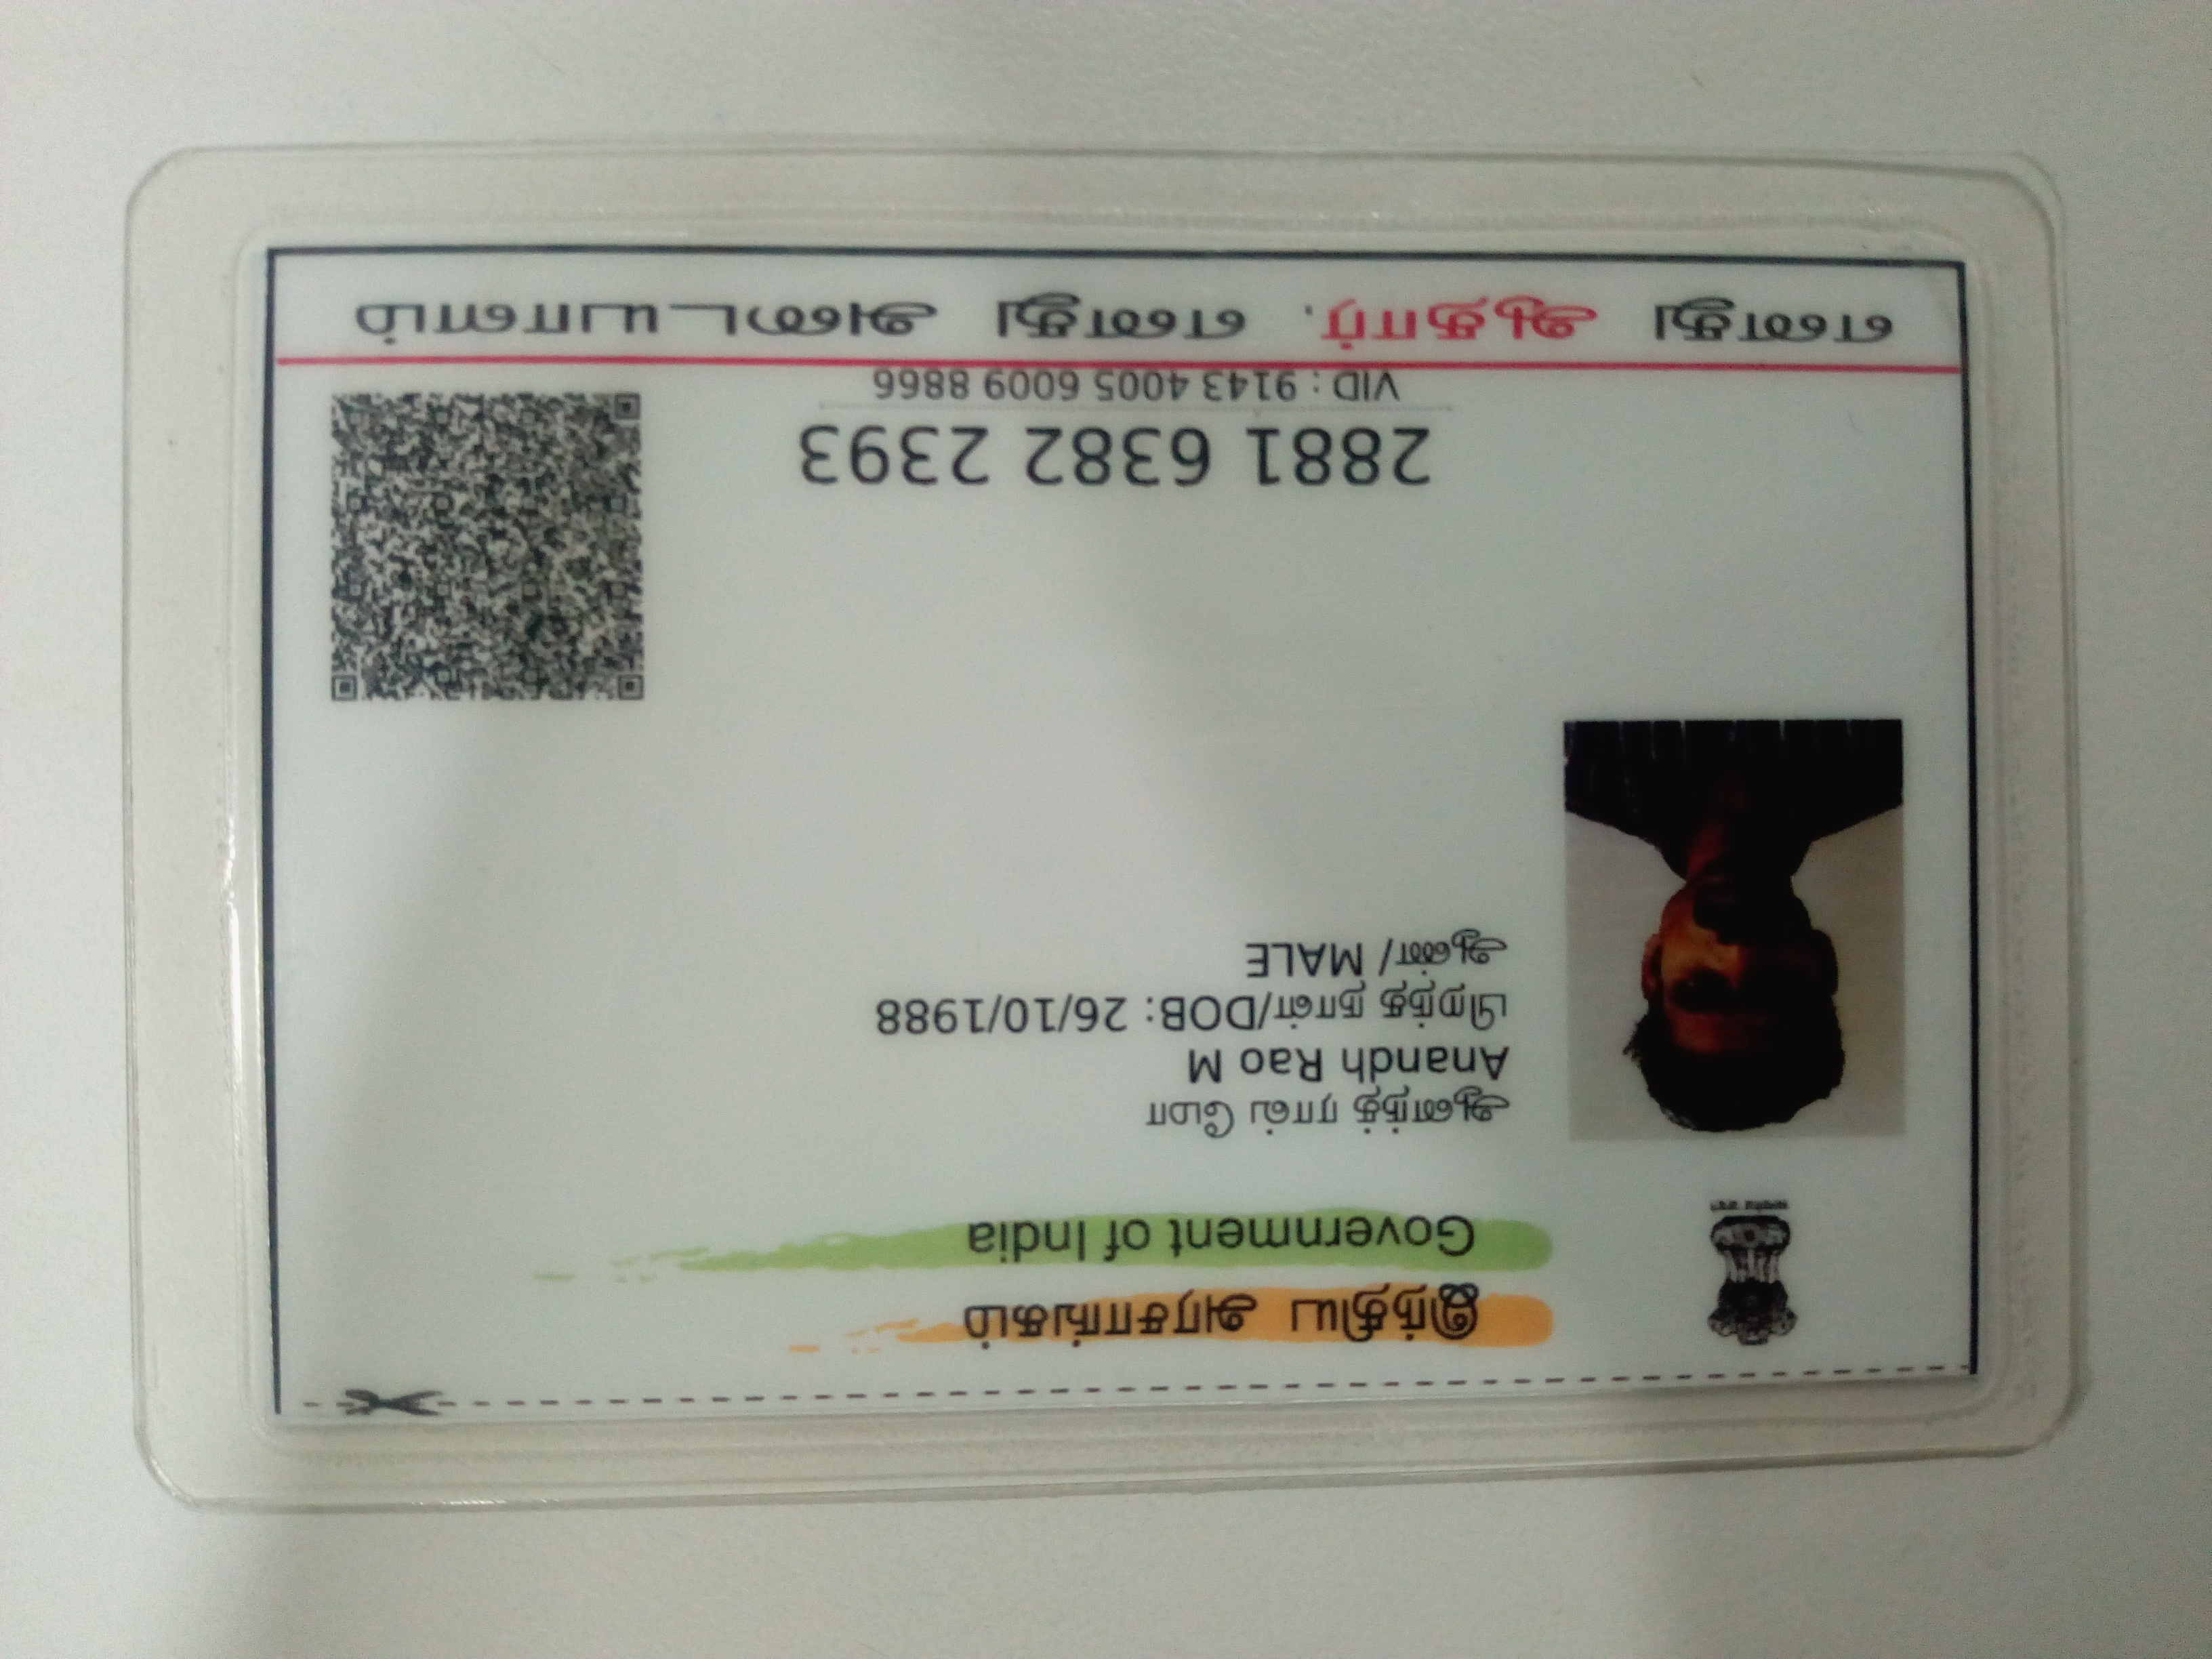 இந்திய அரசாங்கம்
Government of India
ஆனந்த் ராவ் மோ
Anandh Rao M
பிறந்த நாள்/DOB: 26/10/1988
ஆண்/ MALE
2881 6382 2393
VID : 9143 4005 6009 8866
எனது ஆதார், எனது அடையாளம்